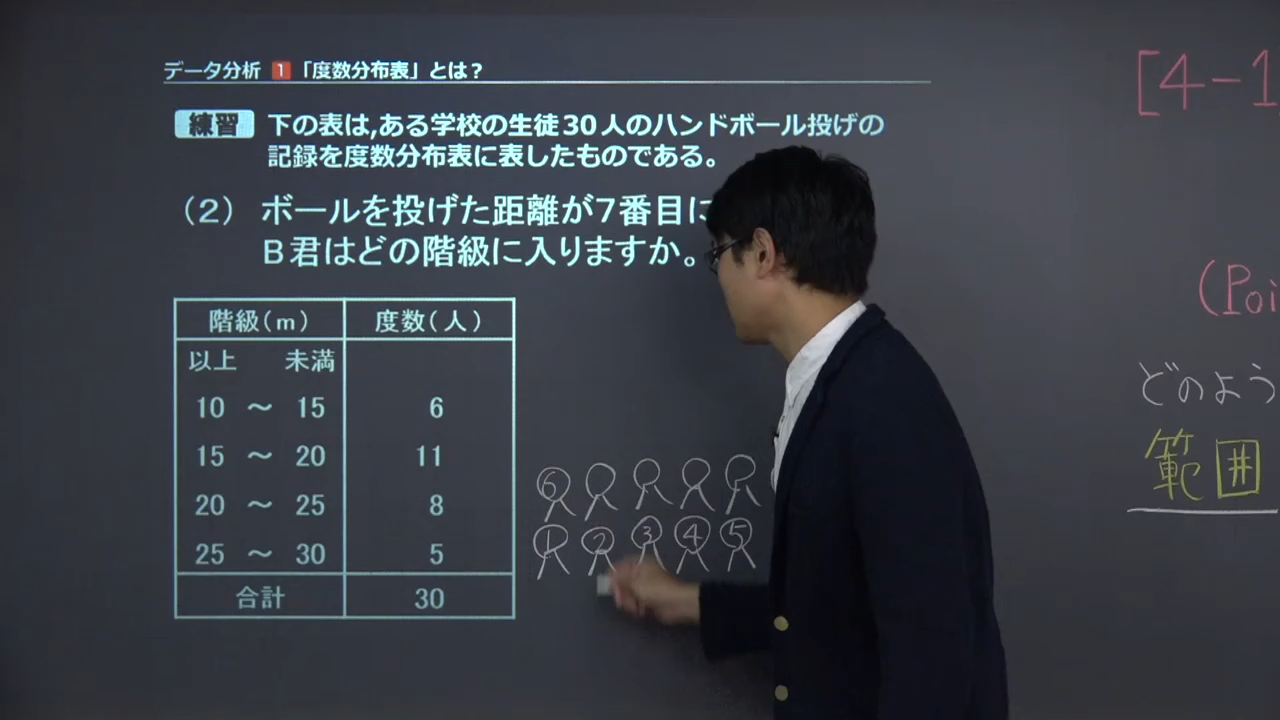 データ分析 1 「度数分布表」とは?
練習 下の表は,ある学校の生徒30人のハンドボール投げの
記録を度数分布表に表したものである。
(2) ボールを投げた距離が7番目に
B君はどの階級に入りますか。
階級(m) 度数(人)
以上 未満
10 ~ 15 6
15 ~ 20 11
20 ~ 25 8
25 ~ 30 5
合計 30
6
1 2 3 4 5
[4-1
(Poi
どのよう
範囲